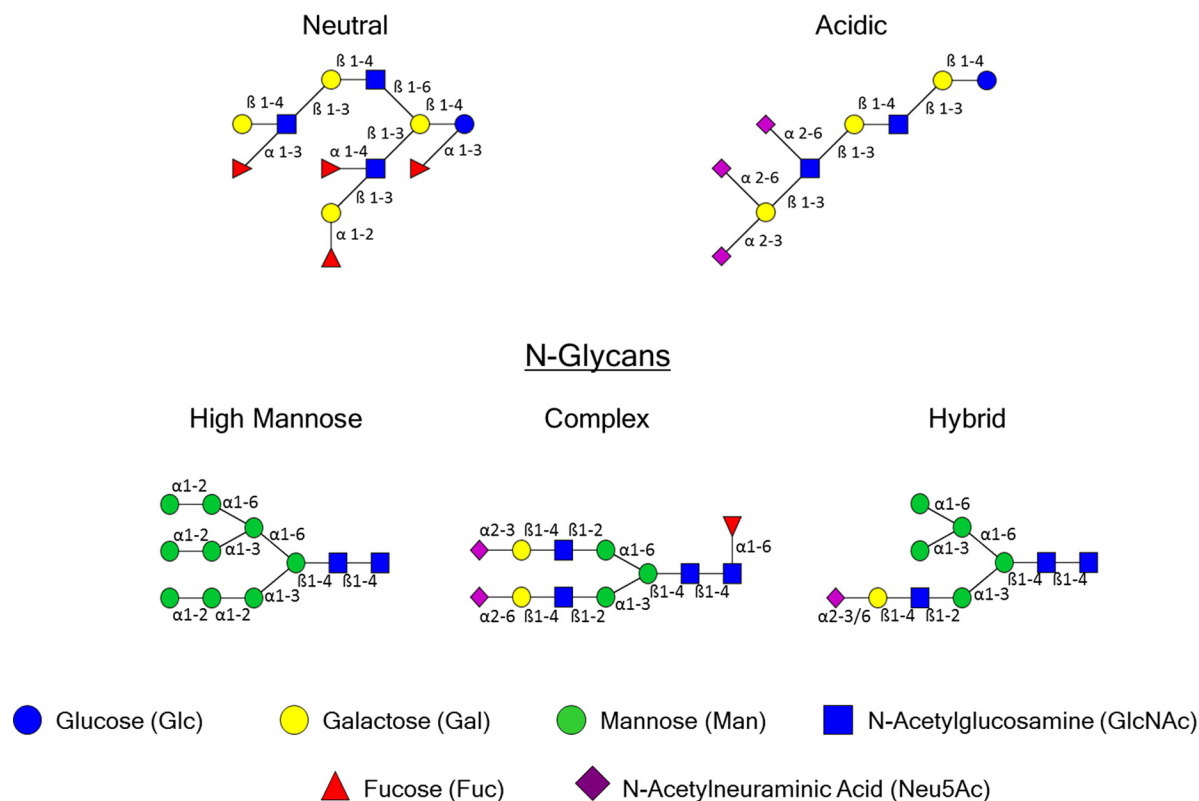 Neutral Acidic
ß 1-4 ß 1-4
ß 1-6
ß 1-4 ß 1-3 ß 1-4 ß 1-4 ß 1-3
α 1-3 α 1-4 ß 1-3 α 1-3 α 2-6 ß 1-3
ß 1-3 α 2-6 ß 1-3
α 1-2 α 2-3
N-Glycans
High Mannose Complex Hybrid
α1-2 α1-6 α1-6
α1-2 α1-3 α1-6 α2-3 ß1-4 ß1-2 α1-6 α1-6 α1-3 α1-6
ß1-4 ß1-4 ß1-4 ß1-4 ß1-4 ß1-4
α1-2 α1-2 α1-3 α2-6 ß1-4 ß1-2 α1-3 α2-3/6 ß1-4 ß1-2 α1-3
Glucose (Glc) Galactose (Gal) Mannose (Man) N-Acetylglucosamine (GlcNAc)
Fucose (Fuc) N-Acetylneuraminic Acid (Neu5Ac)